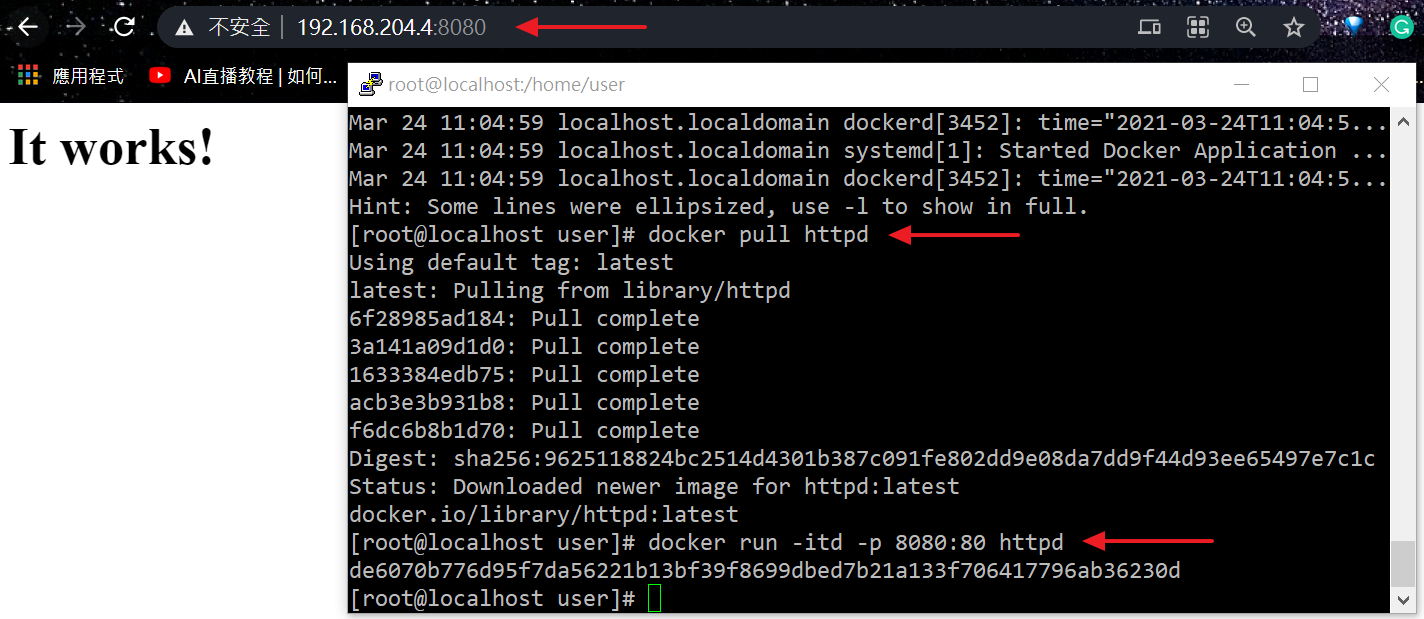 不安全 | 192.168.204.4:8080
應用程式 AI直播教程 | 如何...
It works!
root@localhost:/home/user
Mar 24 11:04:59 localhost.localdomain dockerd[3452]: time="2021-03-24T11:04:5...
Mar 24 11:04:59 localhost.localdomain systemd[1]: Started Docker Application ...
Mar 24 11:04:59 localhost.localdomain dockerd[3452]: time="2021-03-24T11:04:5...
Hint: Some lines were ellipsized, use -l to show in full.
[root@localhost user]# docker pull httpd
Using default tag: latest
latest: Pulling from library/httpd
6f28985ad184: Pull complete
3a141a09d1d0: Pull complete
1633384edb75: Pull complete
acb3e3b931b8: Pull complete
f6dc6b8b1d70: Pull complete
Digest: sha256:9625118824bc2514d4301b387c091fe802dd9e08da7dd9f44d93ee65497e7c1c
Status: Downloaded newer image for httpd:latest
docker.io/library/httpd:latest
[root@localhost user]# docker run -itd -p 8080:80 httpd
de6070b776d95f7da56221b13bf39f8699dbed7b21a133f706417796ab36230d
[root@localhost user]#